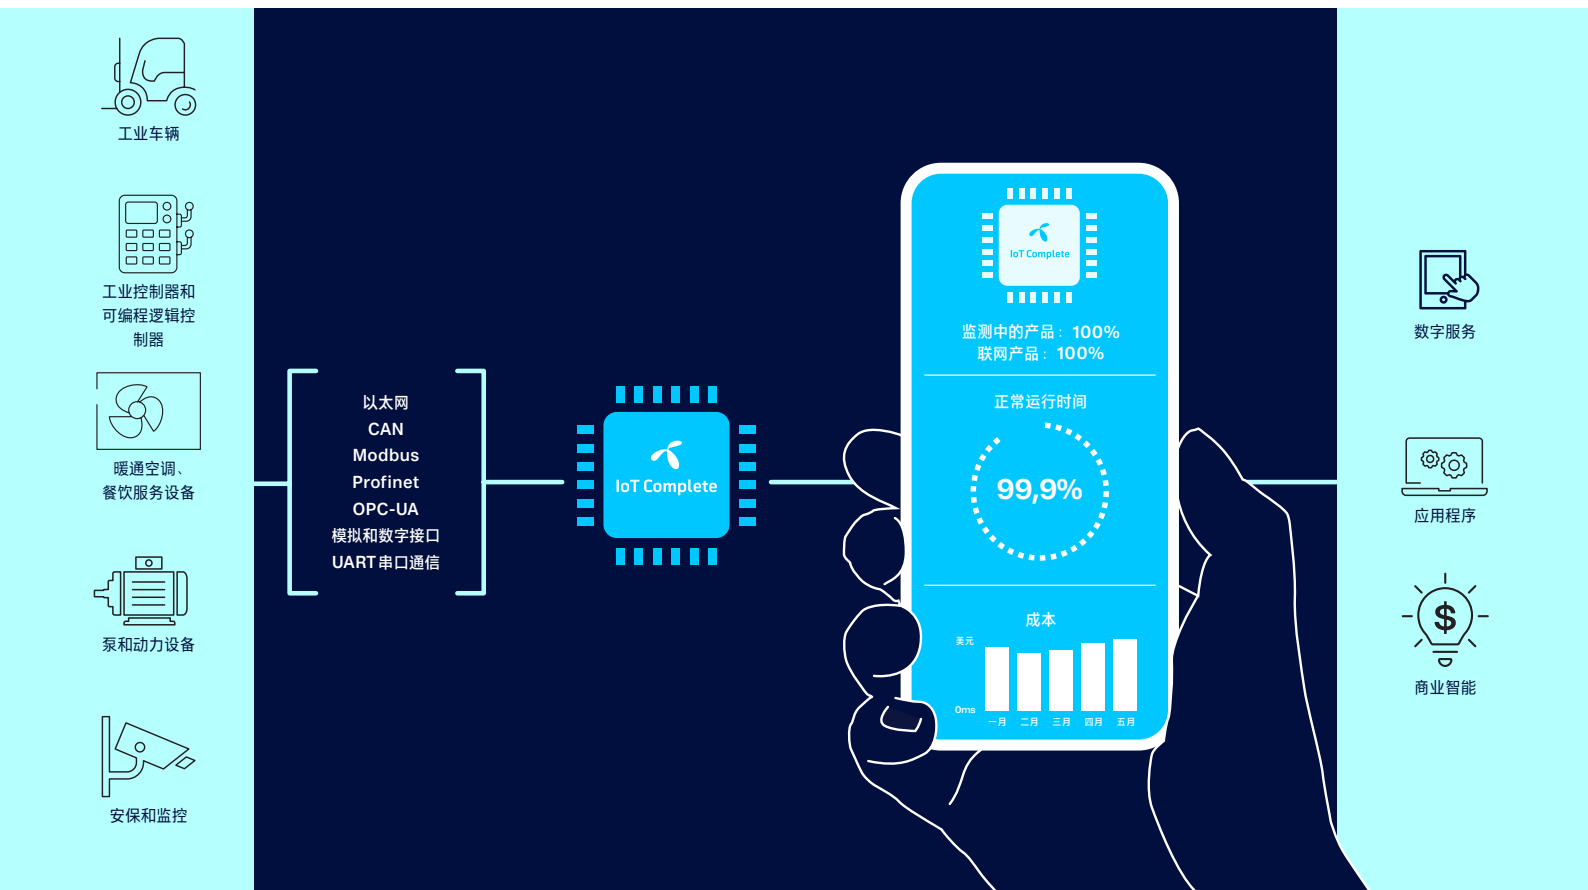 工业车辆
工业控制器和
可编程逻辑控
制器
暖通空调、
餐饮服务设备
泵和动力设备
安保和监控
以太网
CAN
Modbus
Profinet
OPC-UA
模拟和数字接口
UART串口通信
IoT Complete
IoT Complete
监测中的产品：100%
联网产品：100%
正常运行时间
99,9%
成本
美元
0ms
一月 二月 三月 四月 五月
数字服务
应用程序
$
商业智能